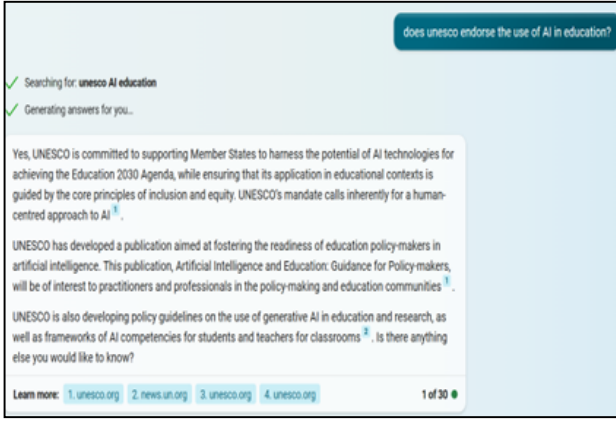 does unesco endorse the use of AI in education?
Searching for: unesco AI education
Generating answers for you...
Yes, UNESCO is committed to supporting Member States to harness the potential of AI technologies for
achieving the Education 2030 Agenda, while ensuring that its application in educational contexts is
guided by the core principles of inclusion and equity. UNESCO's mandate calls inherently for a human-
centred approach to AI 1 .
UNESCO has developed a publication aimed at fostering the readiness of education policy-makers in
artificial intelligence. This publication, Artificial Intelligence and Education: Guidance for Policy-makers,
will be of interest to practitioners and professionals in the policy-making and education communities 1 .
UNESCO is also developing policy guidelines on the use of generative AI in education and research, as
well as frameworks of AI competencies for students and teachers for classrooms 2 . Is there anything
else you would like to know?
Learn more: 1. unesco.org 2. news.un.org 3. unesco.org 4. unesco.org 1 of 30